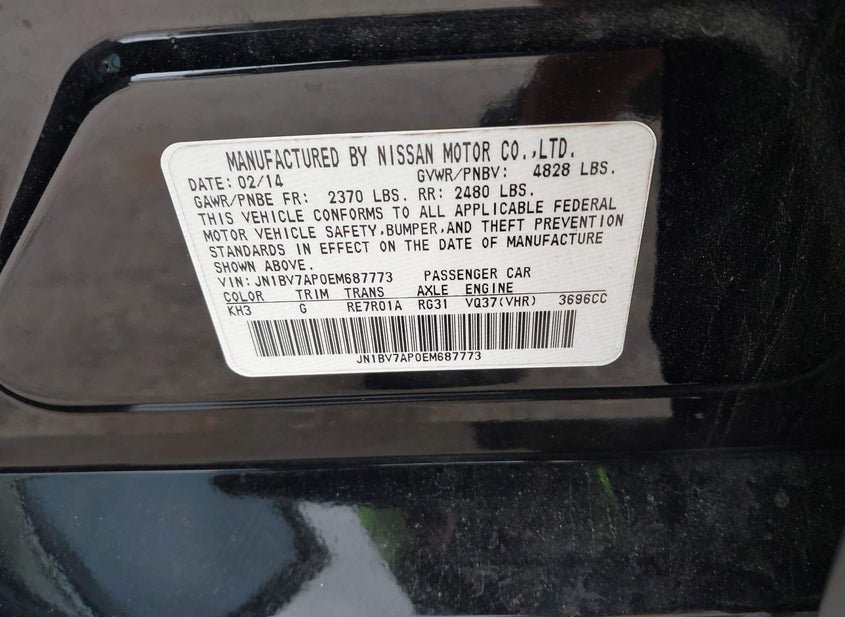 MANUFACTURED BY NISSAN MOTOR CO.,LTD.
DATE: 02/14 GVWR/PNBV: 4828 LBS.
GAWR/PNBE FR: 2370 LBS. RR: 2480 LBS.
THIS VEHICLE CONFORMS TO ALL APPLICABLE FEDERAL
MOTOR VEHICLE SAFETY,BUMPER,AND THEFT PREVENTION
STANDARDS IN EFFECT ON THE DATE OF MANUFACTURE
SHOWN ABOVE.
VIN: JN1BV7AP0EM687773 PASSENGER CAR
COLOR TRIM TRANS AXLE ENGINE
KH3 G RE7R01A RG31 VQ37(VHR) 3696CC
JN1BV7AP0EM687773